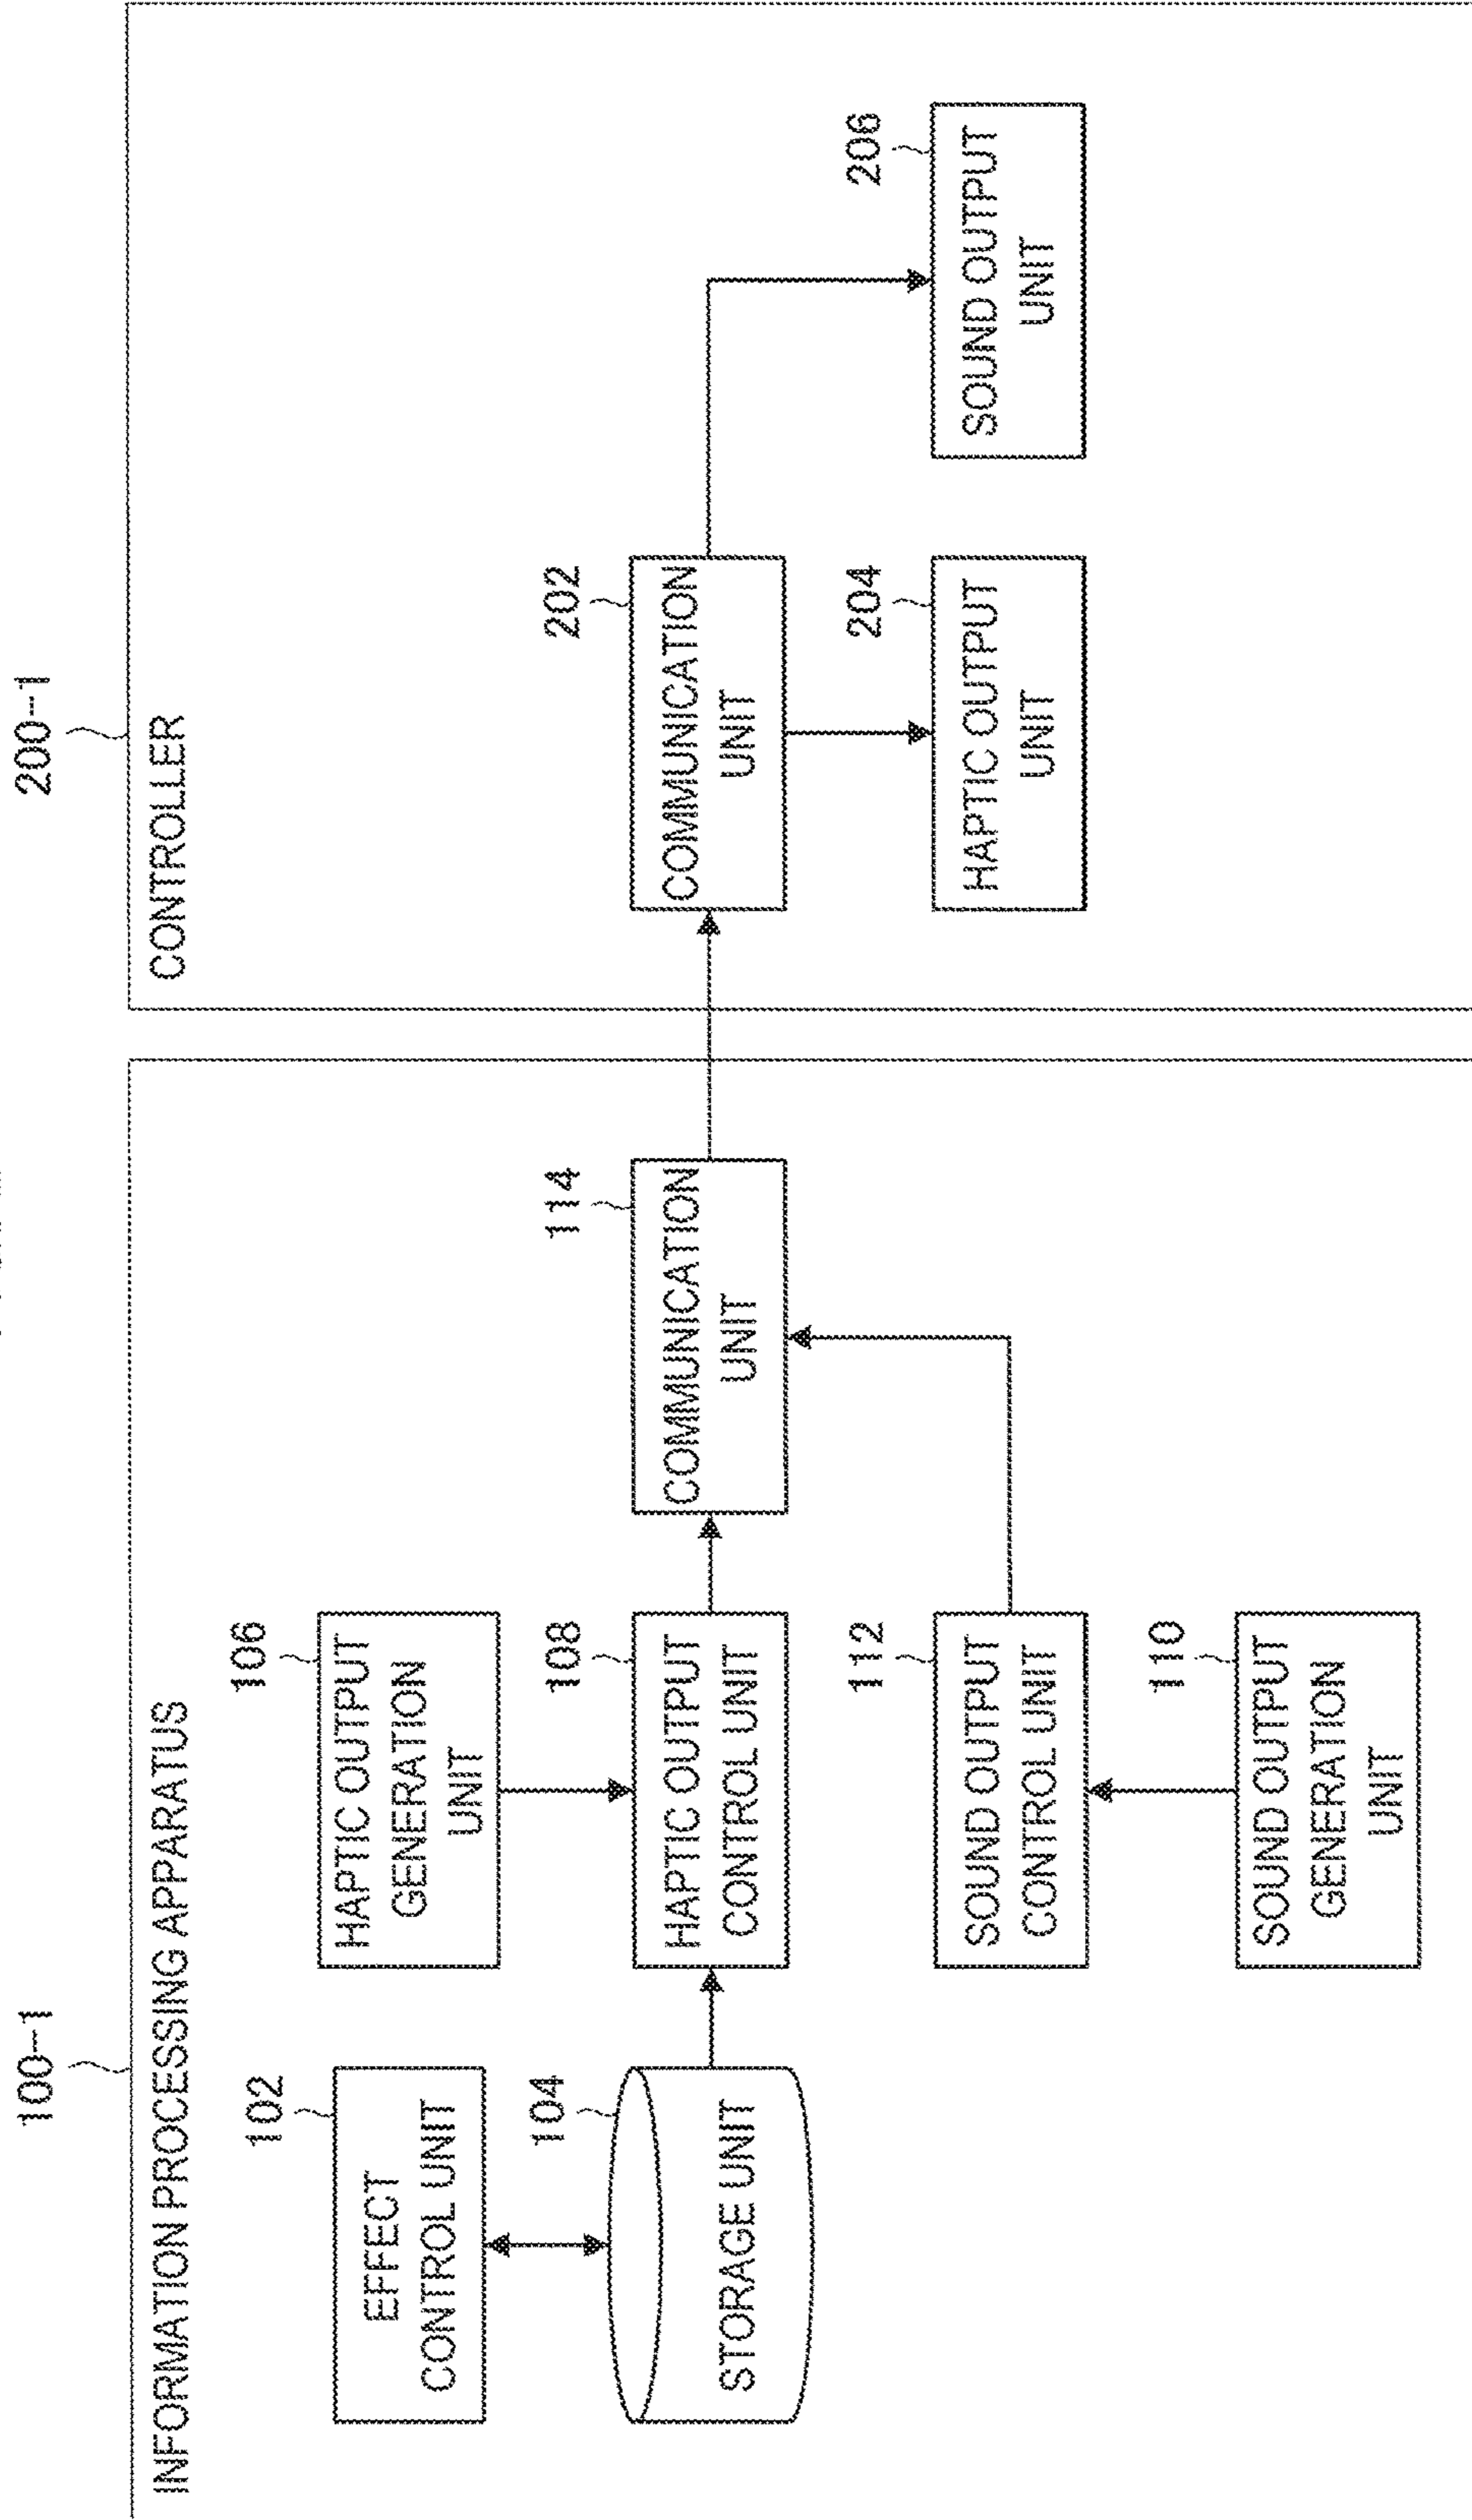 100-1
INFORMATION PROCESSING APPARATUS
102
EFFECT
CONTROL UNIT
104
STORAGE UNIT
106
HAPTIC OUTPUT
GENERATION
UNIT
108
HAPTIC OUTPUT
CONTROL UNIT
112
SOUND OUTPUT
CONTROL UNIT
110
SOUND OUTPUT
GENERATION
UNIT
114
COMMUNICATION
UNIT
200-1
CONTROLLER
202
COMMUNICATION
UNIT
204
HAPTIC OUTPUT
UNIT
206
SOUND OUTPUT
UNIT